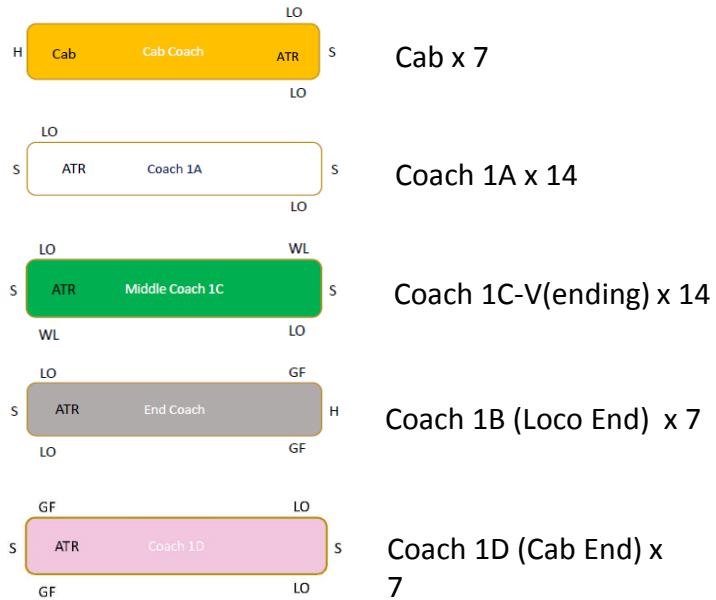 LO
H Cab Cab Coach ATR S Cab x 7
LO
LO
S ATR Coach 1A S Coach 1A x 14
LO
LO WL
S ATR Middle Coach 1C S Coach 1C-V(ending) x 14
WL LO
LO GF
S ATR End Coach H Coach 1B (Loco End) x 7
LO GF
GF LO
S ATR Coach 1D S Coach 1D (Cab End) x
7
GF LO